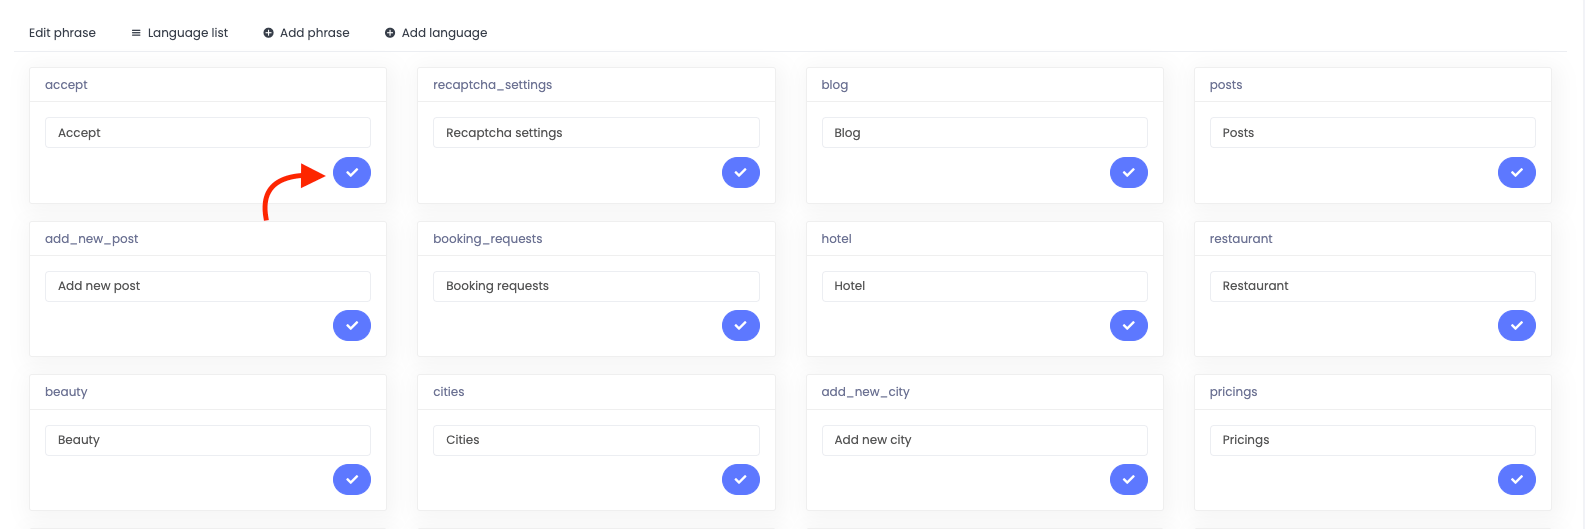 Edit phrase Language list Add phrase Add language
accept recaptcha_settings blog posts
Accept Recaptcha settings Blog Posts
add_new_post booking_requests hotel restaurant
Add new post Booking requests Hotel Restaurant
beauty cities add_new_city pricings
Beauty Cities Add new city Pricings